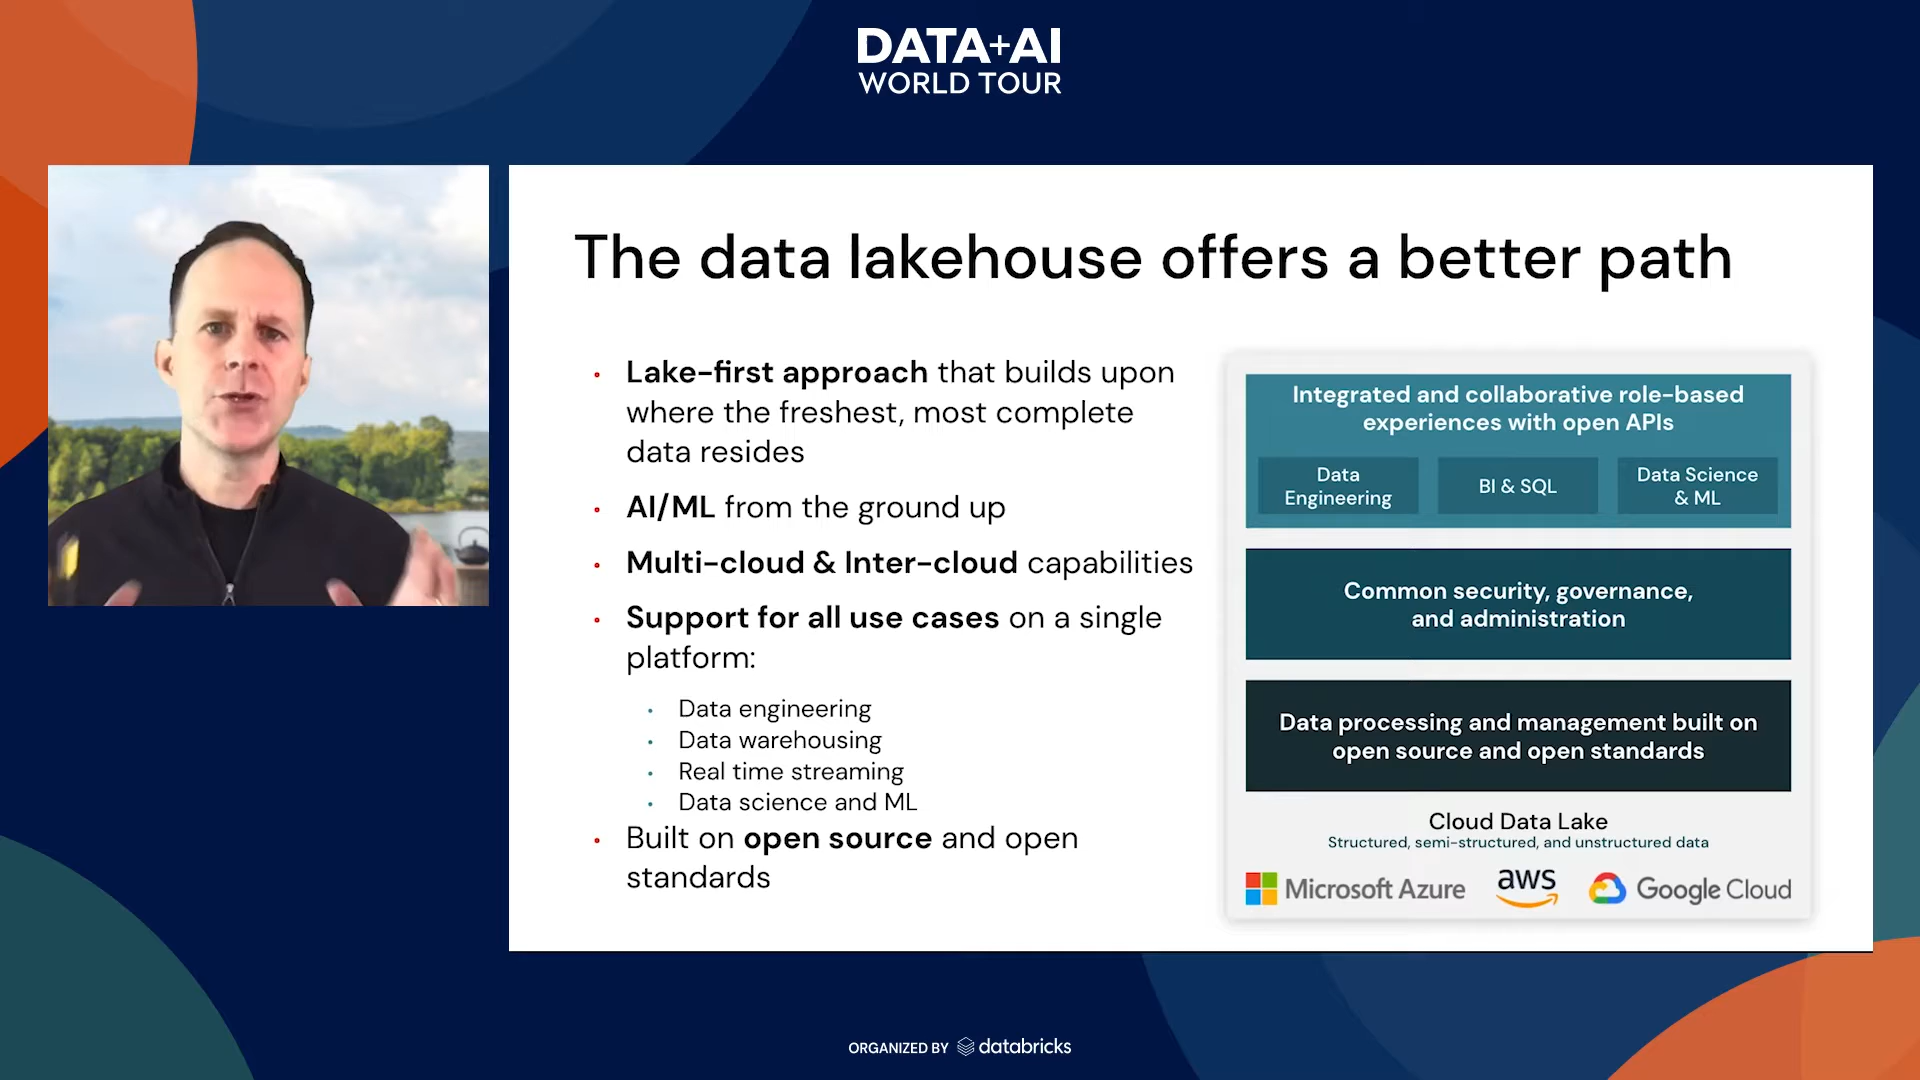 DATA+AI
WORLD TOUR
The data lakehouse offers a better path
Lake-first approach that builds upon
where the freshest, most complete
data resides
AI/ML from the ground up
Multi-cloud & Inter-cloud capabilities
Support for all use cases on a single
platform:
Data engineering
Data warehousing
Real time streaming
Data science and ML
Built on open source and open
standards
Integrated and collaborative role-based
experiences with open APIs
Data
Engineering
BI & SQL
Data Science
& ML
Common security, governance,
and administration
Data processing and management built on
open source and open standards
Cloud Data Lake
Structured, semi-structured, and unstructured data
Microsoft Azure
aws
Google Cloud
ORGANIZED BY databricks